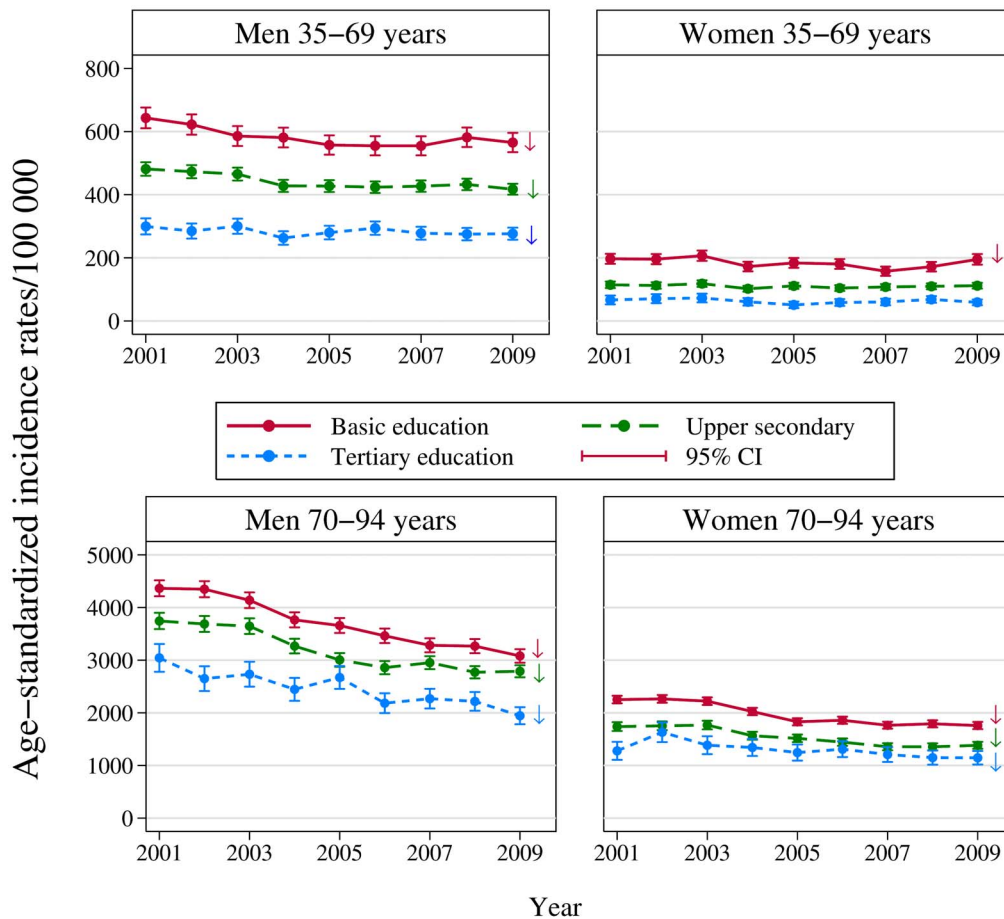 Age−standardized incidence rates/100 000
Men 35−69 years
800
600
400
200
0
2001 2003 2005 2007 2009
Women 35−69 years
2001 2003 2005 2007 2009
Basic education
Upper secondary
Tertiary education
95% CI
Men 70−94 years
5000
4000
3000
2000
1000
0
2001 2003 2005 2007 2009
Women 70−94 years
2001 2003 2005 2007 2009
Year